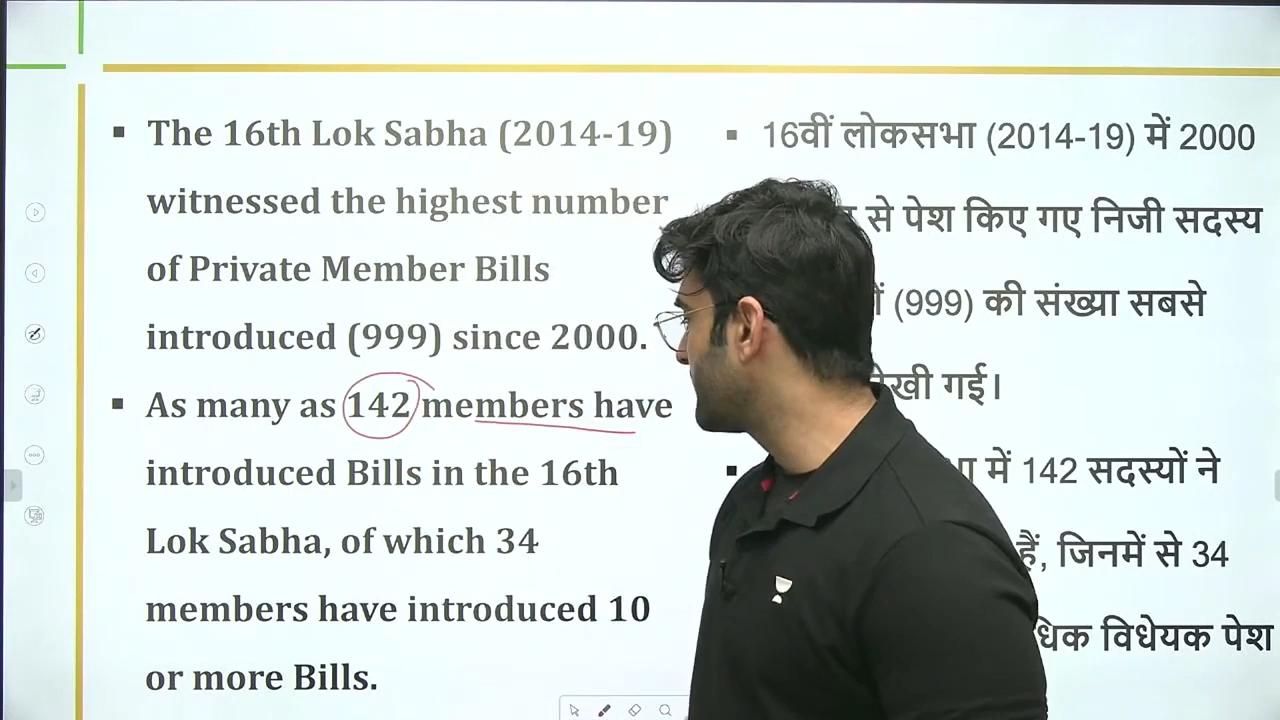 The 16th Lok Sabha (2014-19)
witnessed the highest number
of Private Member Bills
introduced (999) since 2000.
As many as 142 members have
introduced Bills in the 16th
Lok Sabha, of which 34
members have introduced 10
or more Bills.
16वीं लोकसभा (2014-19) में 2000
से पेश किए गए निजी सदस्य
(999) की संख्या सबसे
गई।
में 142 सदस्यों ने
हैं, जिनमें से 34
विधेयक पेश